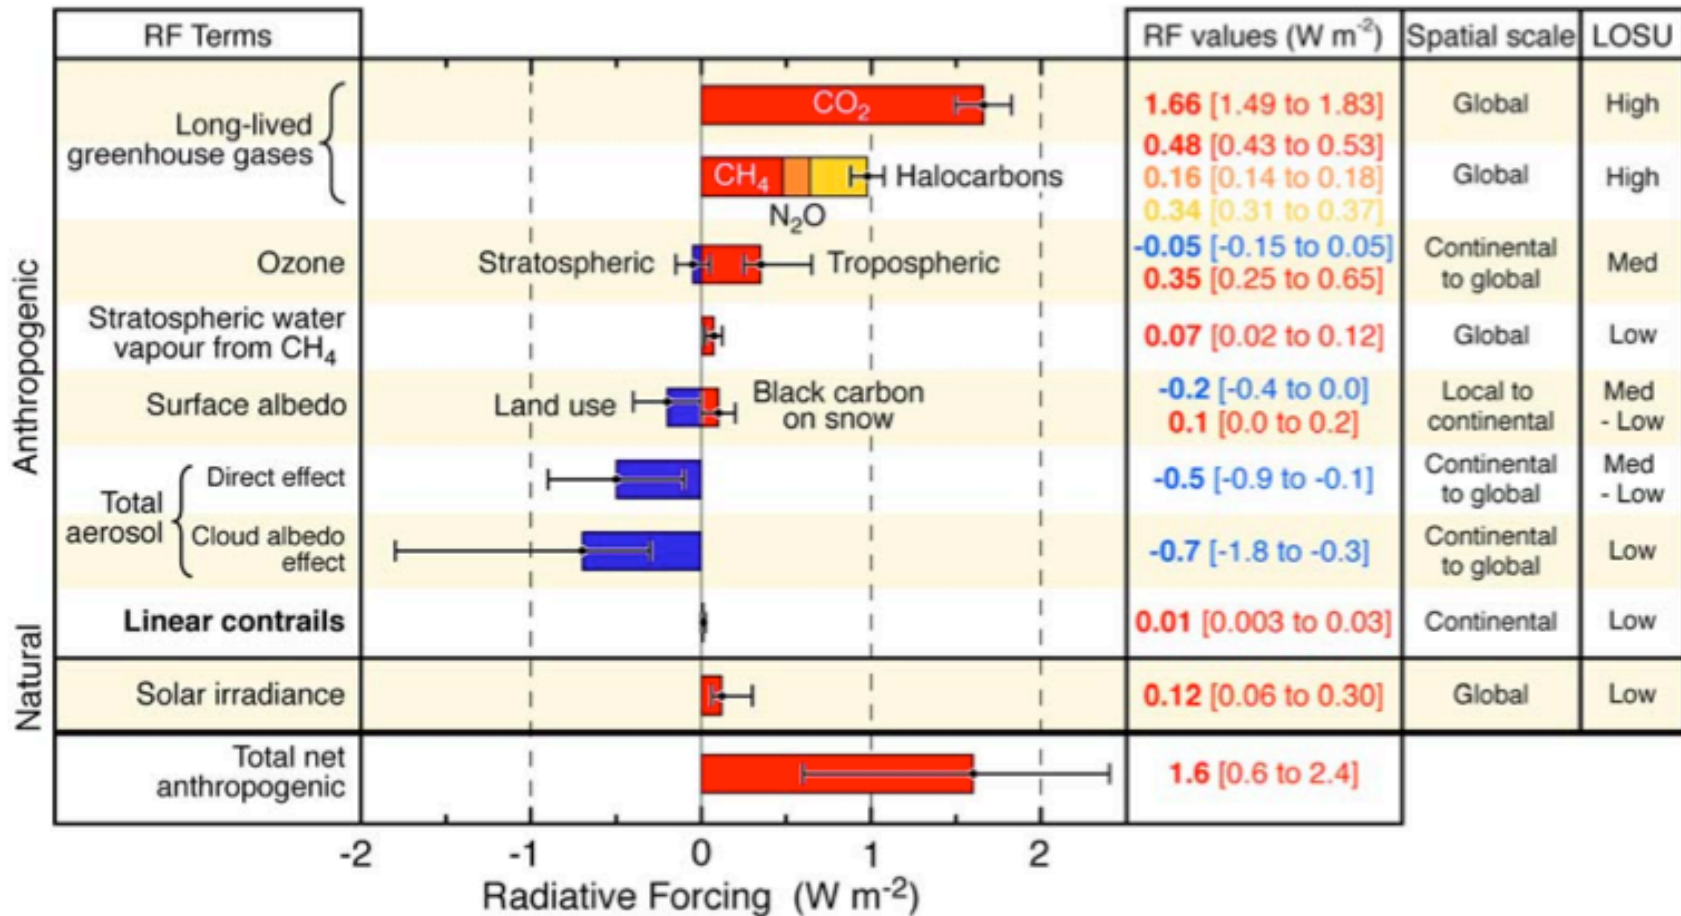 RF Terms
RF values (W m⁻²)
Spatial scale
LOSU
Anthropogenic
Long-lived
greenhouse gases
CO₂
1.66 [1.49 to 1.83]
Global
High
CH₄
N₂O
Halocarbons
0.48 [0.43 to 0.53]
0.16 [0.14 to 0.18]
0.34 [0.31 to 0.37]
Global
High
Ozone
Stratospheric
Tropospheric
-0.05 [-0.15 to 0.05]
0.35 [0.25 to 0.65]
Continental
to global
Med
Stratospheric water
vapour from CH₄
0.07 [0.02 to 0.12]
Global
Low
Surface albedo
Land use
Black carbon
on snow
-0.2 [-0.4 to 0.0]
0.1 [0.0 to 0.2]
Local to
continental
Med
- Low
Total
aerosol
Direct effect
-0.5 [-0.9 to -0.1]
Continental
to global
Med
- Low
Cloud albedo
effect
-0.7 [-1.8 to -0.3]
Continental
to global
Low
Linear contrails
0.01 [0.003 to 0.03]
Continental
Low
Natural
Solar irradiance
0.12 [0.06 to 0.30]
Global
Low
Total net
anthropogenic
1.6 [0.6 to 2.4]
-2 -1 0 1 2
Radiative Forcing (W m⁻²)